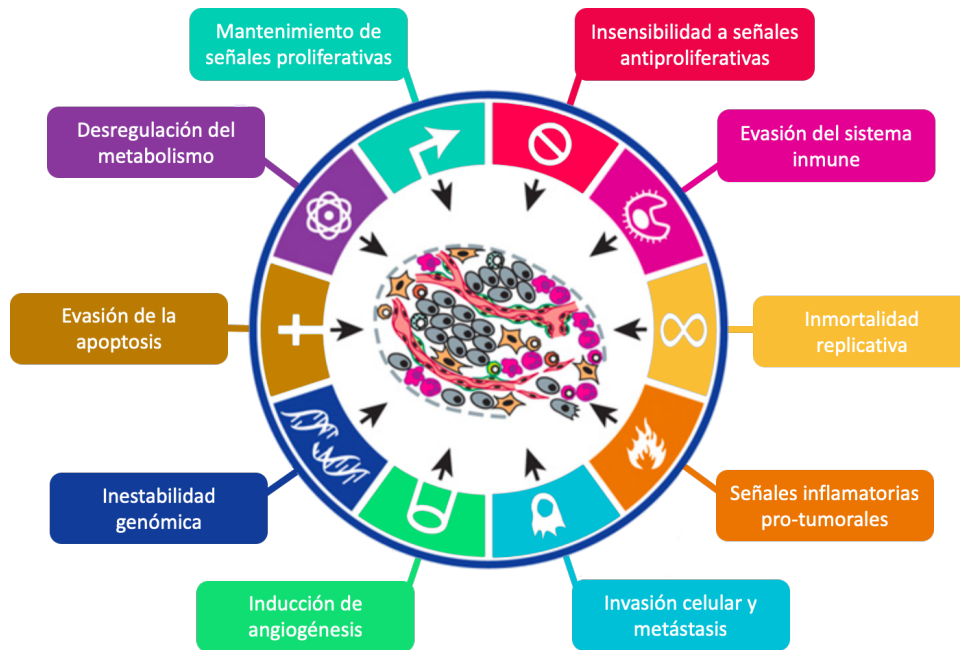 Mantenimiento de
señales proliferativas
Insensibilidad a señales
antiproliferativas
Desregulación del
metabolismo
Evasión del sistema
inmune
Evasión de la
apoptosis
Inmortalidad
replicativa
Inestabilidad
genómica
Señales inflamatorias
pro-tumorales
Inducción de
angiogénesis
Invasión celular y
metástasis